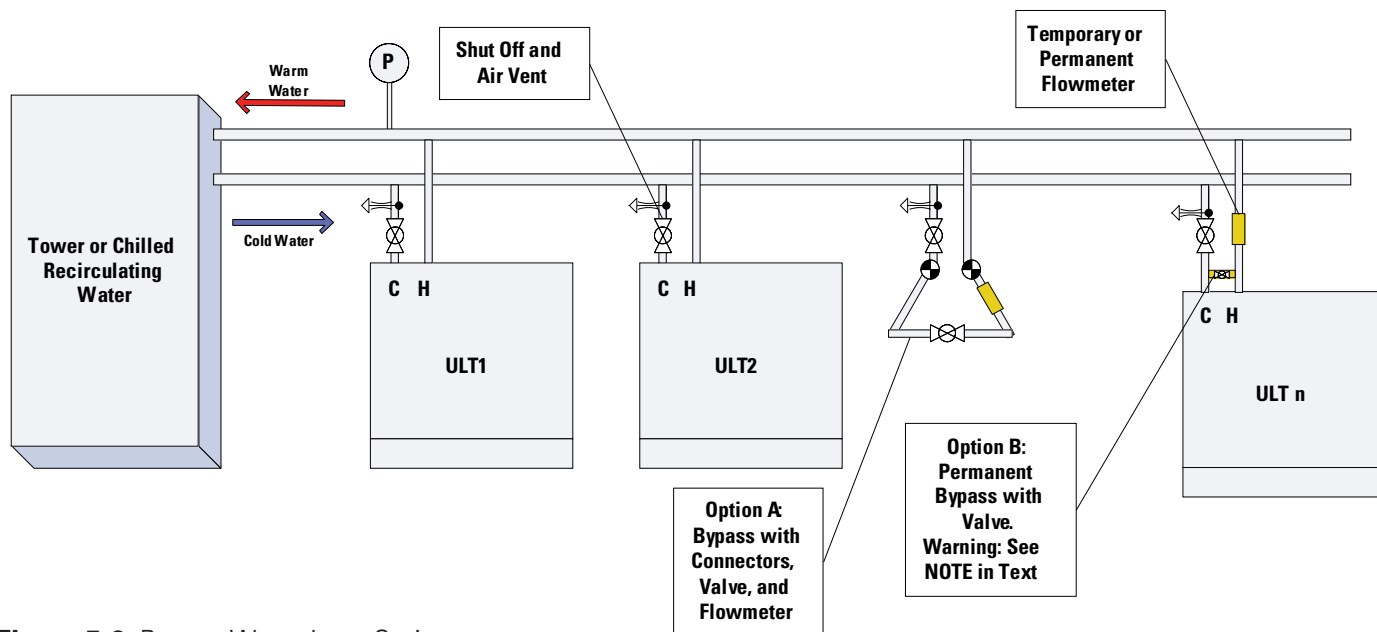 P
Warm
Water
Shut Off and
Air Vent
Temporary or
Permanent
Flowmeter
Tower or Chilled
Recirculating
Water
Cold Water
C H
ULT1
C H
ULT2
C H
ULT n
Option A:
Bypass with
Connectors,
Valve, and
Flowmeter
Option B:
Permanent
Bypass with
Valve.
Warning: See
NOTE in Text